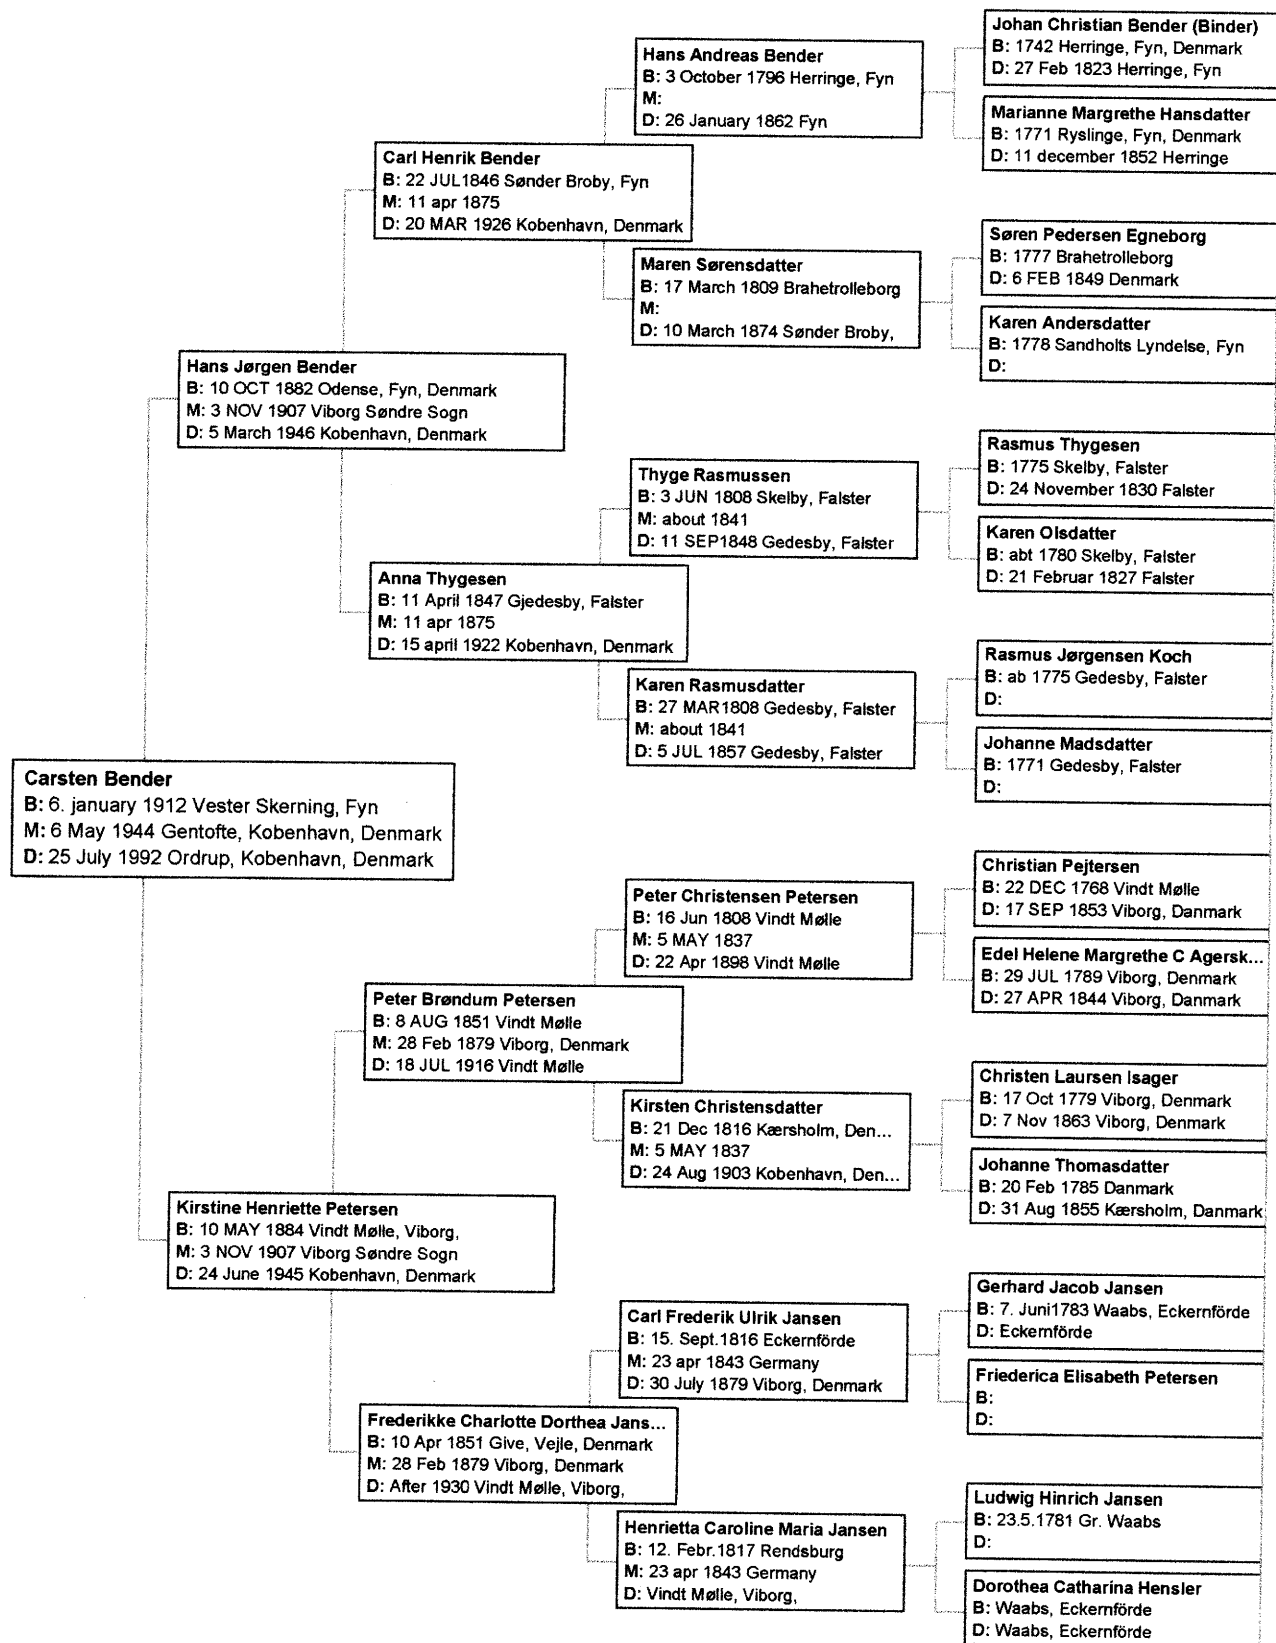 Johan Christian Bender (Binder)
B: 1742 Herringe, Fyn, Denmark
D: 27 Feb 1823 Herringe, Fyn
Hans Andreas Bender
B: 3 October 1796 Herringe, Fyn
M:
D: 26 January 1862 Fyn
Marianne Margrethe Hansdatter
B: 1771 Ryslinge, Fyn, Denmark
D: 11 december 1852 Herringe
Carl Henrik Bender
B: 22 JUL1846 Sønder Broby, Fyn
M: 11 apr 1875
D: 20 MAR 1926 Kobenhavn, Denmark
Søren Pedersen Egneborg
B: 1777 Brahetrolleborg
D: 6 FEB 1849 Denmark
Maren Sørensdatter
B: 17 March 1809 Brahetrolleborg
M:
D: 10 March 1874 Sønder Broby,
Karen Andersdatter
B: 1778 Sandholts Lyndelse, Fyn
D:
Hans Jørgen Bender
B: 10 OCT 1882 Odense, Fyn, Denmark
M: 3 NOV 1907 Viborg Søndre Sogn
D: 5 March 1946 Kobenhavn, Denmark
Rasmus Thygesen
B: 1775 Skelby, Falster
D: 24 November 1830 Falster
Thyge Rasmussen
B: 3 JUN 1808 Skelby, Falster
M: about 1841
D: 11 SEP1848 Gedesby, Falster
Karen Olsdatter
B: abt 1780 Skelby, Falster
D: 21 Februar 1827 Falster
Anna Thygesen
B: 11 April 1847 Gjedesby, Falster
M: 11 apr 1875
D: 15 april 1922 Kobenhavn, Denmark
Rasmus Jørgensen Koch
B: ab 1775 Gedesby, Falster
D:
Karen Rasmusdatter
B: 27 MAR1808 Gedesby, Falster
M: about 1841
D: 5 JUL 1857 Gedesby, Falster
Johanne Madsdatter
B: 1771 Gedesby, Falster
D:
Carsten Bender
B: 6. january 1912 Vester Skerning, Fyn
M: 6 May 1944 Gentofte, Kobenhavn, Denmark
D: 25 July 1992 Ordrup, Kobenhavn, Denmark
Christian Pejtersen
B: 22 DEC 1768 Vindt Mølle
D: 17 SEP 1853 Viborg, Danmark
Peter Christensen Petersen
B: 16 Jun 1808 Vindt Mølle
M: 5 MAY 1837
D: 22 Apr 1898 Vindt Mølle
Edel Helene Margrethe C Agersk...
B: 29 JUL 1789 Viborg, Denmark
D: 27 APR 1844 Viborg, Danmark
Peter Brøndum Petersen
B: 8 AUG 1851 Vindt Mølle
M: 28 Feb 1879 Viborg, Denmark
D: 18 JUL 1916 Vindt Mølle
Christen Laursen Isager
B: 17 Oct 1779 Viborg, Denmark
D: 7 Nov 1863 Viborg, Denmark
Kirsten Christensdatter
B: 21 Dec 1816 Kærsholm, Den...
M: 5 MAY 1837
D: 24 Aug 1903 Kobenhavn, Den...
Johanne Thomasdatter
B: 20 Feb 1785 Danmark
D: 31 Aug 1855 Kærsholm, Danmark
Kirstine Henriette Petersen
B: 10 MAY 1884 Vindt Mølle, Viborg,
M: 3 NOV 1907 Viborg Søndre Sogn
D: 24 June 1945 Kobenhavn, Denmark
Gerhard Jacob Jansen
B: 7. Juni1783 Waabs, Eckernförde
D: Eckernförde
Carl Frederik Ulrik Jansen
B: 15. Sept.1816 Eckernförde
M: 23 apr 1843 Germany
D: 30 July 1879 Viborg, Denmark
Friederica Elisabeth Petersen
B:
D:
Frederikke Charlotte Dorthea Jans...
B: 10 Apr 1851 Give, Vejle, Denmark
M: 28 Feb 1879 Viborg, Denmark
D: After 1930 Vindt Mølle, Viborg,
Ludwig Hinrich Jansen
B: 23.5.1781 Gr. Waabs
D:
Henrietta Caroline Maria Jansen
B: 12. Febr.1817 Rendsburg
M: 23 apr 1843 Germany
D: Vindt Mølle, Viborg,
Dorothea Catharina Hensler
B: Waabs, Eckernförde
D: Waabs, Eckernförde